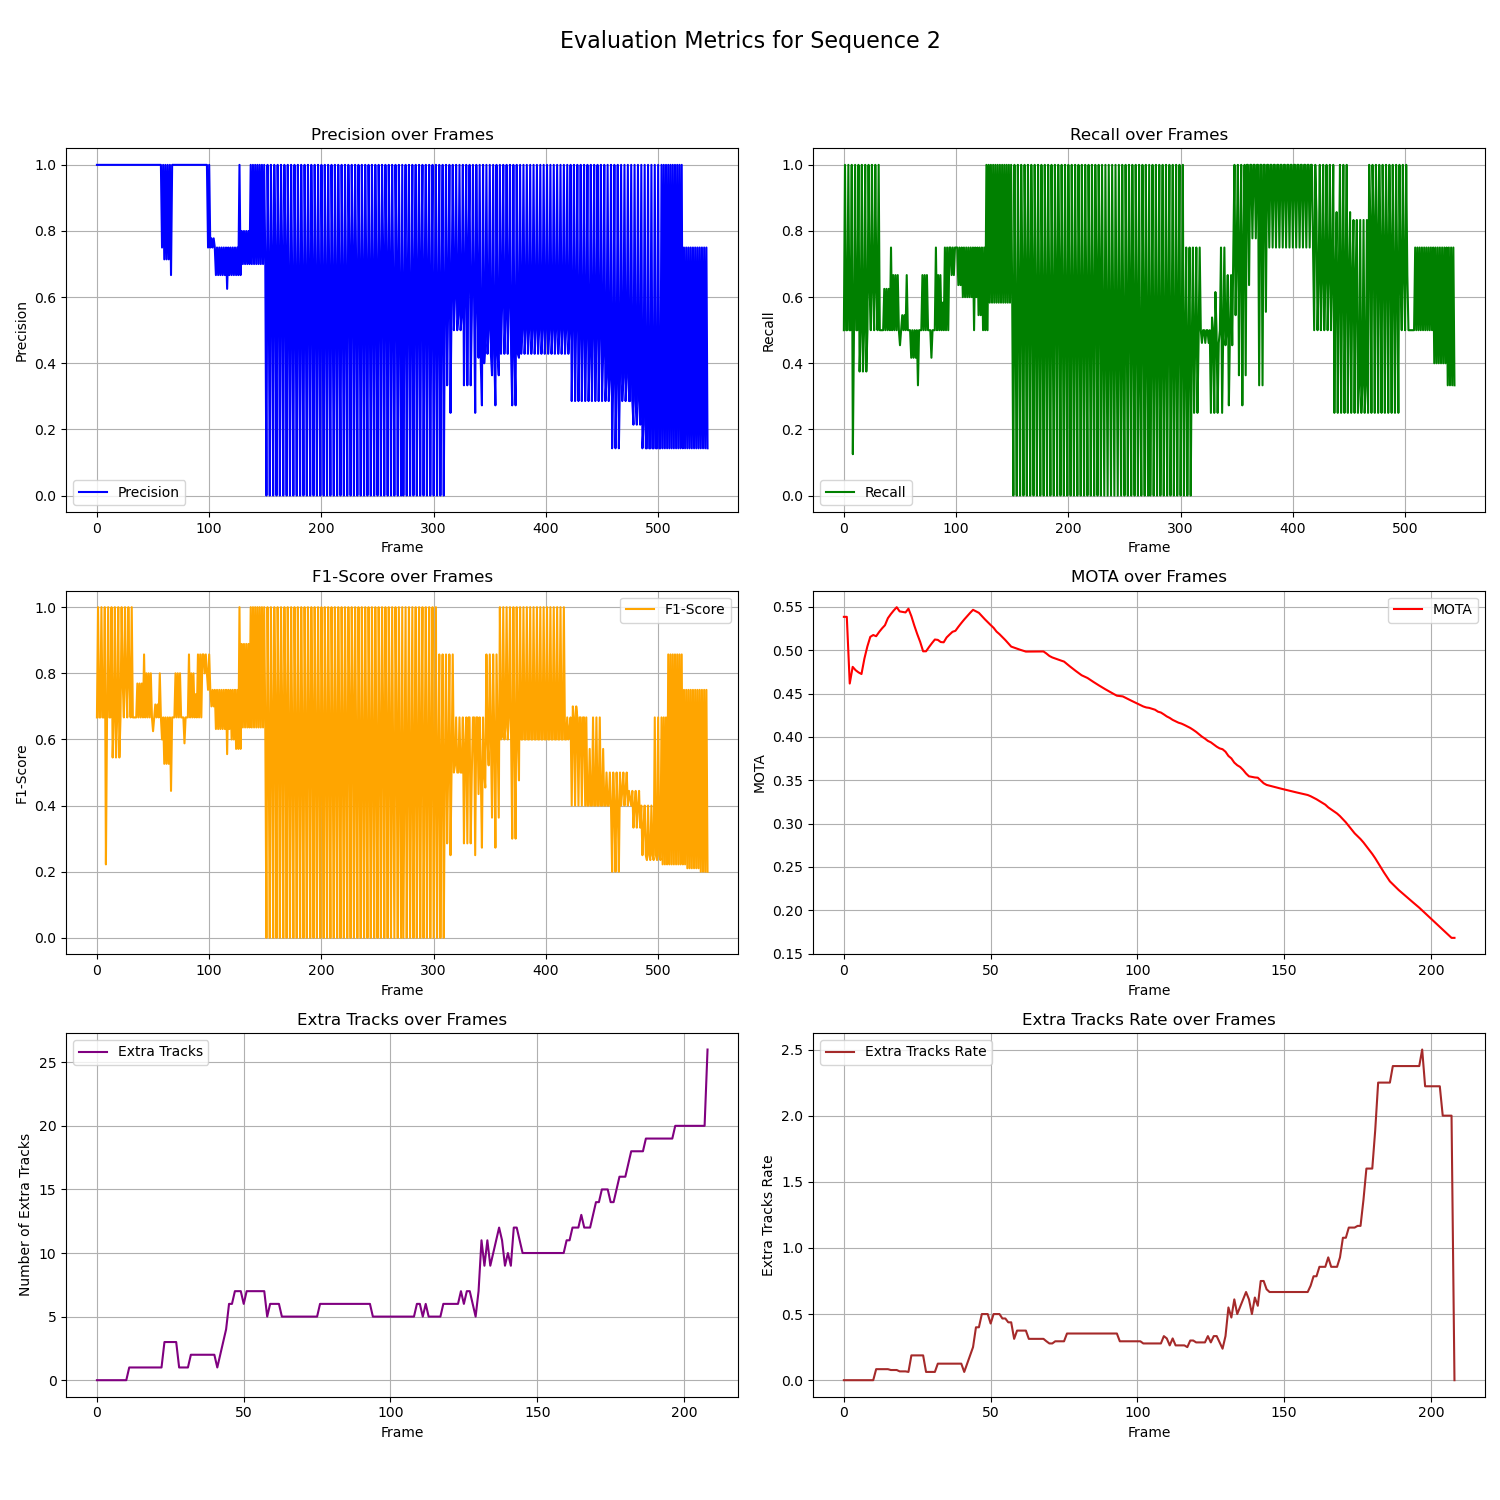 Evaluation Metrics for Sequence 2
Precision over Frames
1.0
0.8
0.6
0.4
0.2
0.0
Precision
Precision
0 100 200 300 400 500
Frame
Recall over Frames
1.0
0.8
0.6
0.4
0.2
0.0
Recall
Recall
0 100 200 300 400 500
Frame
F1-Score over Frames
1.0
0.8
0.6
0.4
0.2
0.0
F1-Score
F1-Score
0 100 200 300 400 500
Frame
MOTA over Frames
0.55
0.50
0.45
0.40
0.35
0.30
0.25
0.20
0.15
MOTA
MOTA
0 50 100 150 200
Frame
Extra Tracks over Frames
25
20
15
10
5
0
Number of Extra Tracks
Extra Tracks
0 50 100 150 200
Frame
Extra Tracks Rate over Frames
2.5
2.0
1.5
1.0
0.5
0.0
Extra Tracks Rate
Extra Tracks Rate
0 50 100 150 200
Frame